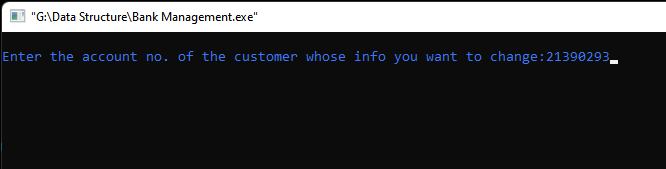 "G:\Data Structure\Bank Management.exe"
Enter the account no. of the customer whose info you want to change:21390293